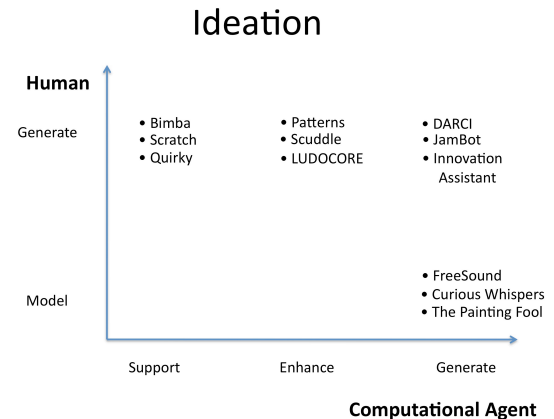 Ideation
Human
Generate
• Bimba
• Scratch
• Quirky
• Patterns
• Scuddle
• LUDOCORE
• DARCI
• JamBot
• Innovation
Assistant
Model
• FreeSound
• Curious Whispers
• The Painting Fool
Support
Enhance
Generate
Computational Agent